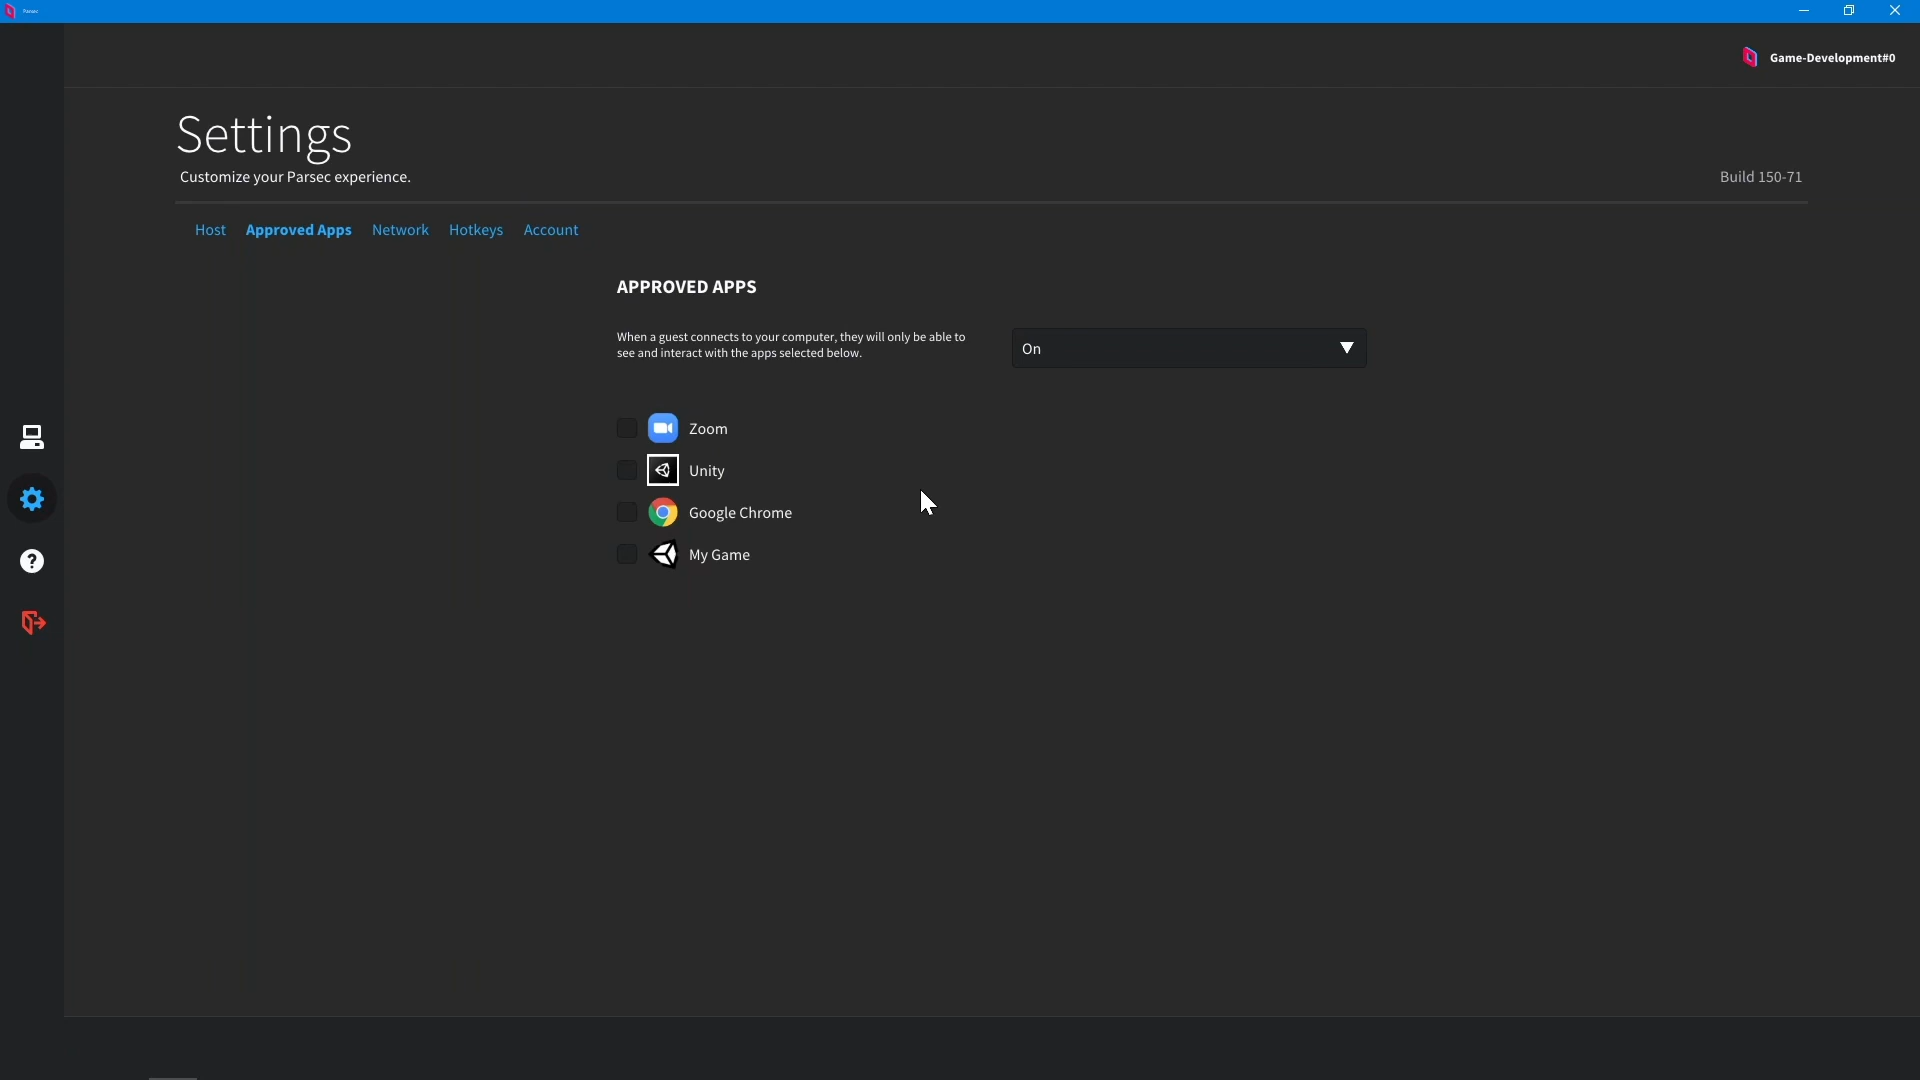 Parsec
Game-Development#0
Settings
Customize your Parsec experience.
Build 150-71
Host
Approved Apps
Network
Hotkeys
Account
APPROVED APPS
When a guest connects to your computer, they will only be able to
see and interact with the apps selected below.
On
Zoom
Unity
Google Chrome
My Game